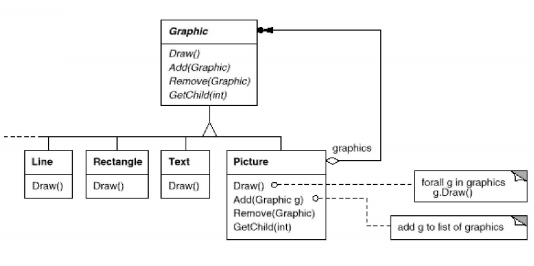 Graphic
Draw()
Add(Graphic)
Remove(Graphic)
GetChild(int)
graphics
Line
Draw()
Rectangle
Draw()
Text
Draw()
Picture
Draw()
Add(Graphic g)
Remove(Graphic)
GetChild(int)
forall g in graphics
g.Draw()
add g to list of graphics